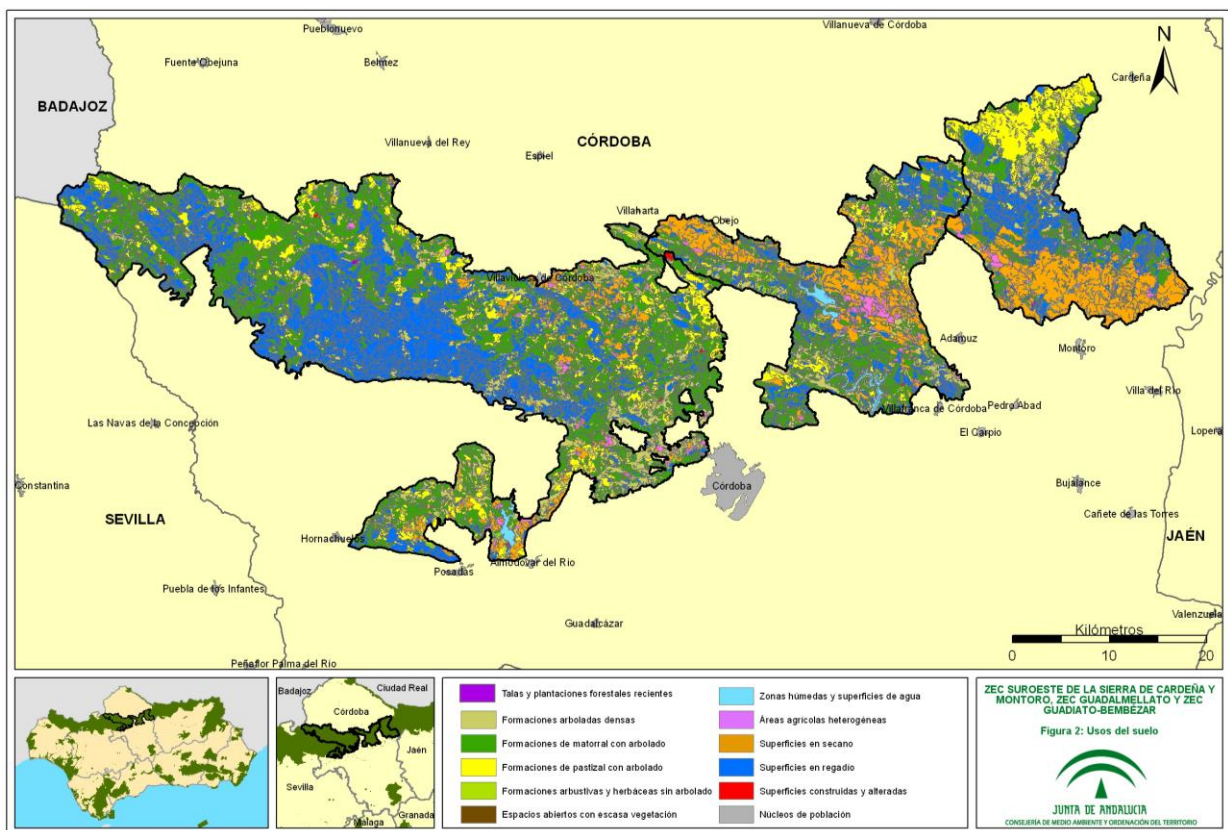 Pueblonuevo
Villanueva de Córdoba
N
Fuente Obejuna
Belmez
Cardeña
BADAJOZ
Villanueva del Rey
CÓRDOBA
Espiel
Villaharta
Obejo
Villaviciosa de Córdoba
Adamuz
Montoro
Villa del Río
Villafranca de Córdoba
Pedro Abad
Las Navas de la Concepción
El Carpio
Lopera
Constantina
Córdoba
Bujalance
SEVILLA
Cañete de las Torres
Hornachuelos
JAÉN
Posadas
Almodóvar del Río
Puebla de los Infantes
Guadalcázar
Valenzuela
Kilómetros
0 10 20
Peñaflor
Palma del Río
Badajoz
Ciudad Real
Córdoba
Jaén
Sevilla
Granada
Málaga
Talas y plantaciones forestales recientes
Formaciones arboladas densas
Formaciones de matorral con arbolado
Formaciones de pastizal con arbolado
Formaciones arbustivas y herbáceas sin arbolado
Espacios abiertos con escasa vegetación
Zonas húmedas y superficies de agua
Áreas agrícolas heterogéneas
Superficies en secano
Superficies en regadío
Superficies construidas y alteradas
Núcleos de población
ZEC SUROESTE DE LA SIERRA DE CARDEÑA Y
MONTORO, ZEC GUADALMELLATO Y ZEC
GUADIATO-BEMBÉZAR
Figura 2: Usos del suelo
JUNTA DE ANDALUCIA
CONSEJERÍA DE MEDIO AMBIENTE Y ORDENACIÓN DEL TERRITORIO